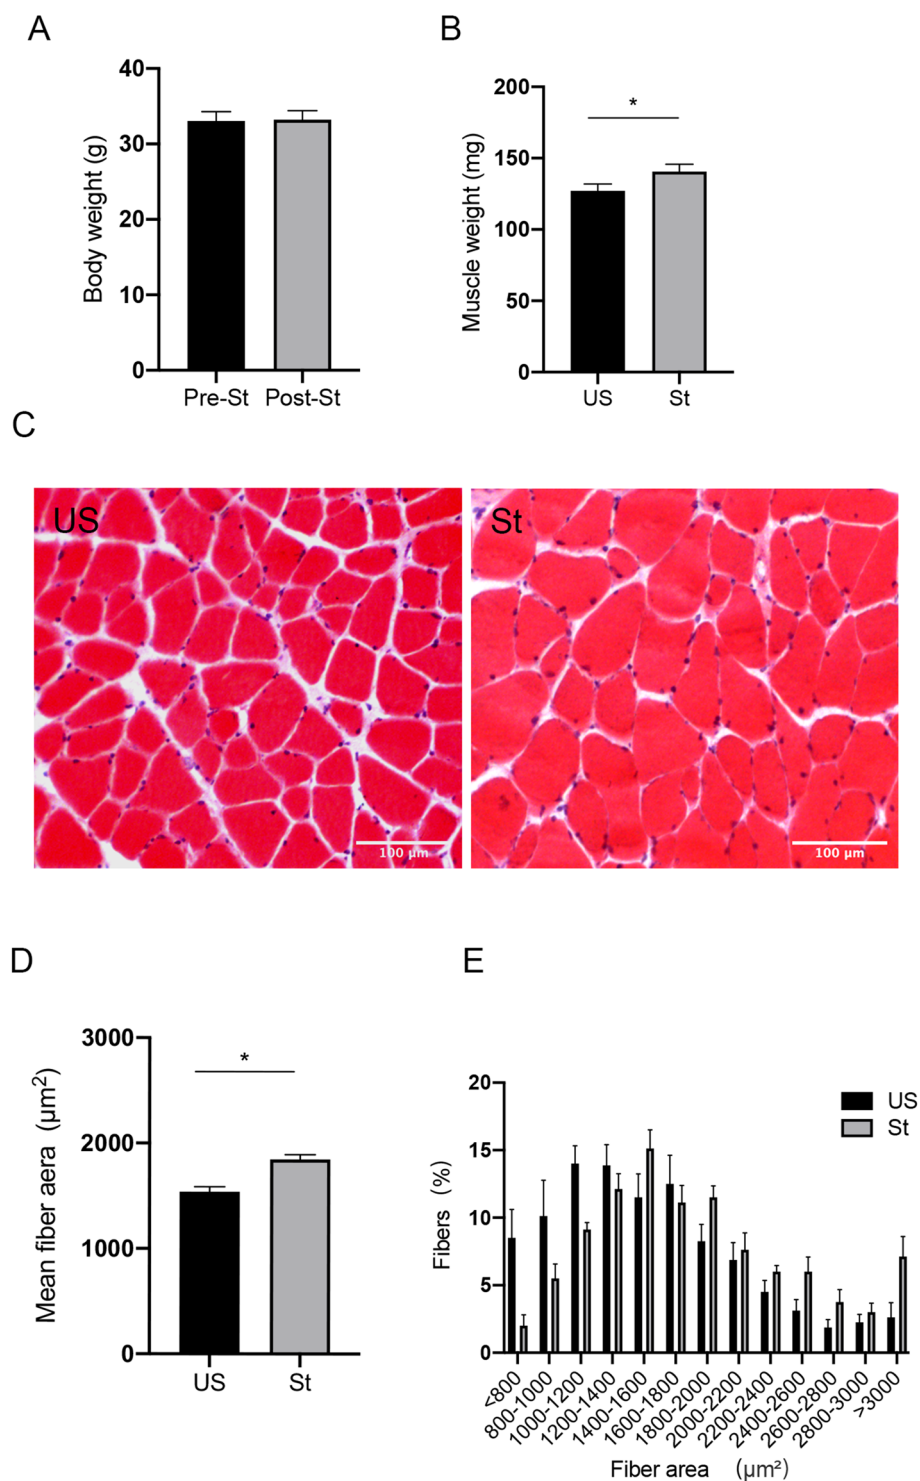 A
B
40
30
20
10
0
Body weight (g)
Pre-St Post-St
200
150
100
50
0
Muscle weight (mg)
*
US St
C
US
100 µm
St
100 µm
D
E
3000
2000
1000
0
Mean fiber aera (µm²)
*
US St
20
15
10
5
0
Fibers (%)
US
St
<800
800-1000
1000-1200
1200-1400
1400-1600
1600-1800
1800-2000
2000-2200
2200-2400
2400-2600
2600-2800
2800-3000
>3000
Fiber area (µm²)